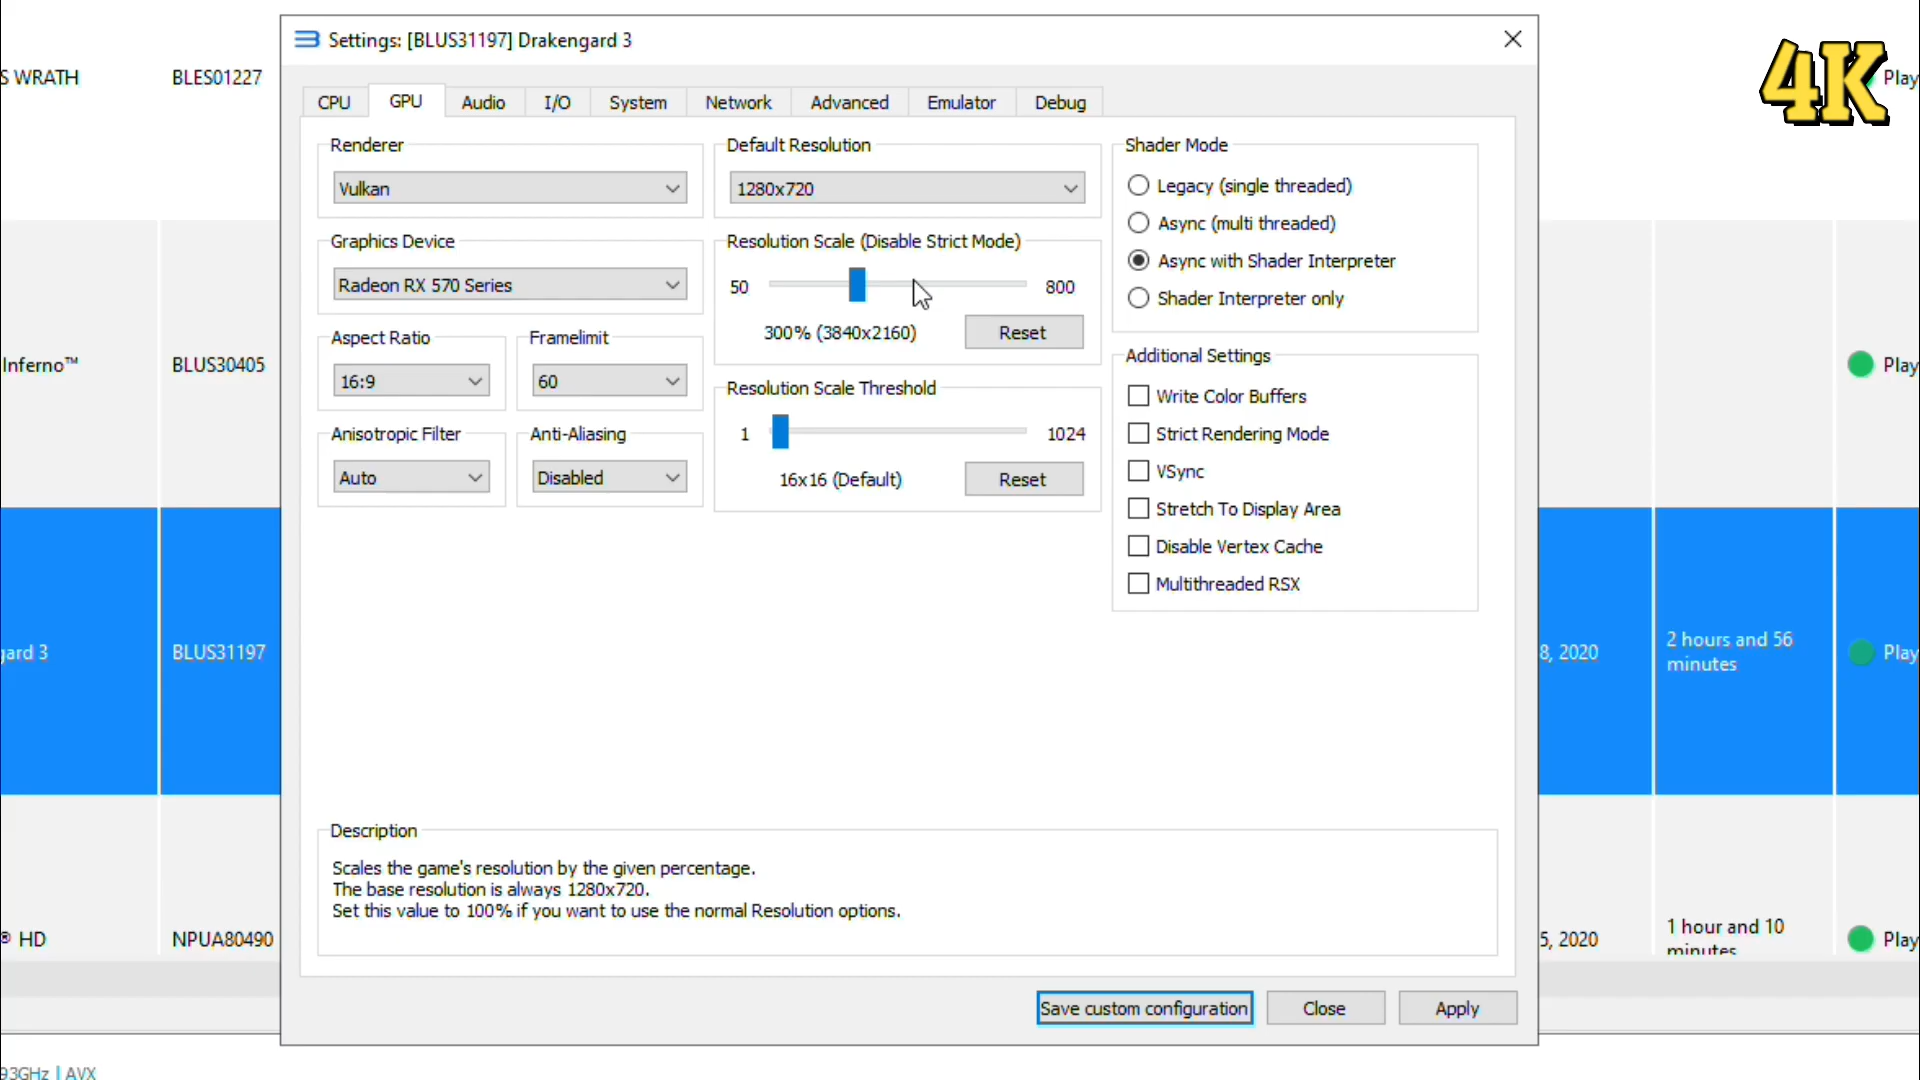 Settings: [BLUS31197] Drakengard 3
4K
S WRATH
BLES01227
Play
CPU
GPU
Audio
I/O
System
Network
Advanced
Emulator
Debug
Renderer
Vulkan
Default Resolution
1280x720
Shader Mode
Legacy (single threaded)
Async (multi threaded)
Async with Shader Interpreter
Shader Interpreter only
Graphics Device
Radeon RX 570 Series
Resolution Scale (Disable Strict Mode)
50
800
300% (3840x2160)
Reset
Aspect Ratio
16:9
Framelimit
60
Resolution Scale Threshold
1
1024
16x16 (Default)
Reset
Anisotropic Filter
Auto
Anti-Aliasing
Disabled
Additional Settings
Write Color Buffers
Strict Rendering Mode
VSync
Stretch To Display Area
Disable Vertex Cache
Multithreaded RSX
Inferno™
BLUS30405
Play
gard 3
BLUS31197
8, 2020
2 hours and 56
minutes
Play
Description
Scales the game's resolution by the given percentage.
The base resolution is always 1280x720.
Set this value to 100% if you want to use the normal Resolution options.
® HD
NPUA80490
5, 2020
1 hour and 10
minutes
Play
Save custom configuration
Close
Apply
93GHz | AVX